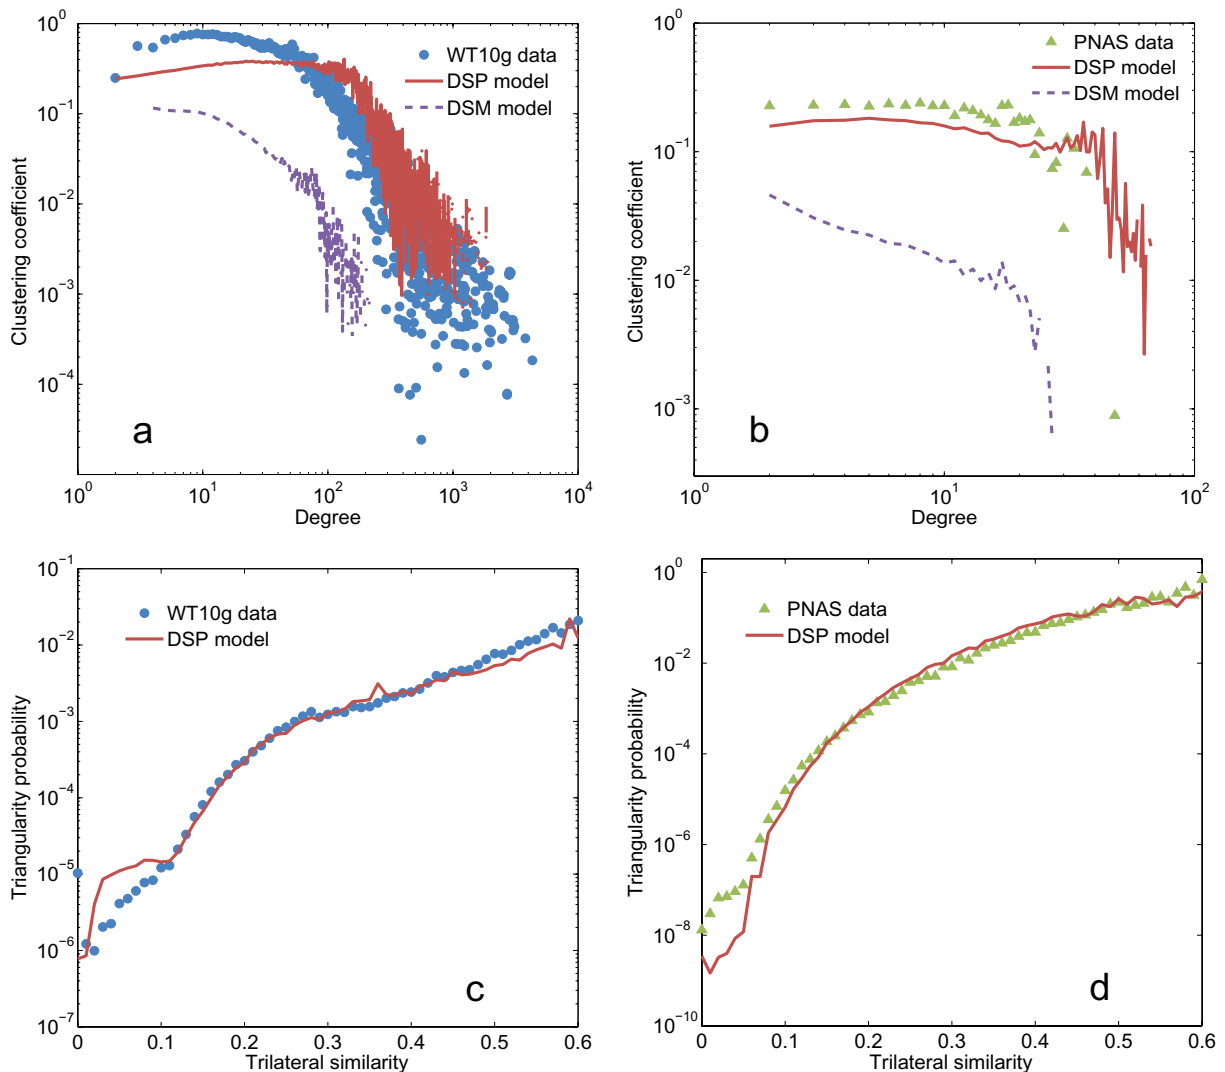 10^0
10^−1
10^−2
10^−3
10^−4
Clustering coefficient
WT10g data
DSP model
DSM model
a
10^0 10^1 10^2 10^3 10^4
Degree
10^0
10^−1
10^−2
10^−3
Clustering coefficient
PNAS data
DSP model
DSM model
b
10^0 10^1 10^2
Degree
10^−1
10^−2
10^−3
10^−4
10^−5
10^−6
10^−7
Triangularity probability
WT10g data
DSP model
c
0 0.1 0.2 0.3 0.4 0.5 0.6
Trilateral similarity
10^0
10^−2
10^−4
10^−6
10^−8
10^−10
Triangularity probability
PNAS data
DSP model
d
0 0.1 0.2 0.3 0.4 0.5 0.6
Trilateral similarity